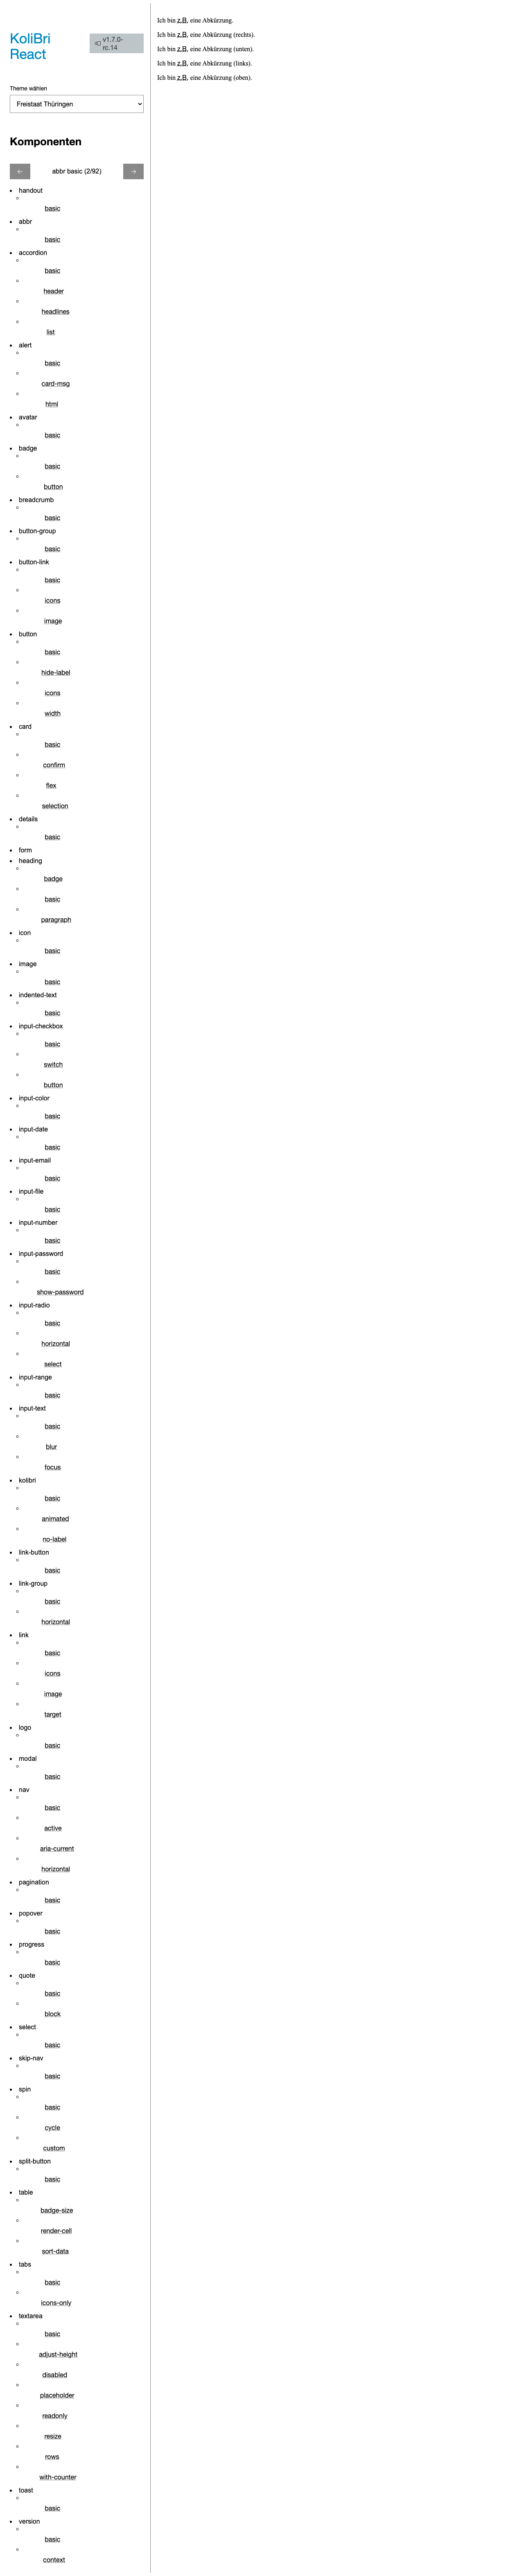 KoliBri
React
v1.7.0-
rc.14
Theme wählen
Freistaat Thüringen
Komponenten
abbr basic (2/92)
handout
basic
abbr
basic
accordion
basic
header
headlines
list
alert
basic
card-msg
html
avatar
basic
badge
basic
button
breadcrumb
basic
button-group
basic
button-link
basic
icons
image
button
basic
hide-label
icons
width
card
basic
confirm
flex
selection
details
basic
form
heading
badge
basic
paragraph
icon
basic
image
basic
indented-text
basic
input-checkbox
basic
switch
button
input-color
basic
input-date
basic
input-email
basic
input-file
basic
input-number
basic
input-password
basic
show-password
input-radio
basic
horizontal
select
input-range
basic
input-text
basic
blur
focus
kolibri
basic
animated
no-label
link-button
basic
link-group
basic
horizontal
link
basic
icons
image
target
logo
basic
modal
basic
nav
basic
active
aria-current
horizontal
pagination
basic
popover
basic
progress
basic
quote
basic
block
select
basic
skip-nav
basic
spin
basic
cycle
custom
split-button
basic
table
badge-size
render-cell
sort-data
tabs
basic
icons-only
textarea
basic
adjust-height
disabled
placeholder
readonly
resize
rows
with-counter
toast
basic
version
basic
context
Ich bin z.B. eine Abkürzung.
Ich bin z.B. eine Abkürzung (rechts).
Ich bin z.B. eine Abkürzung (unten).
Ich bin z.B. eine Abkürzung (links).
Ich bin z.B. eine Abkürzung (oben).